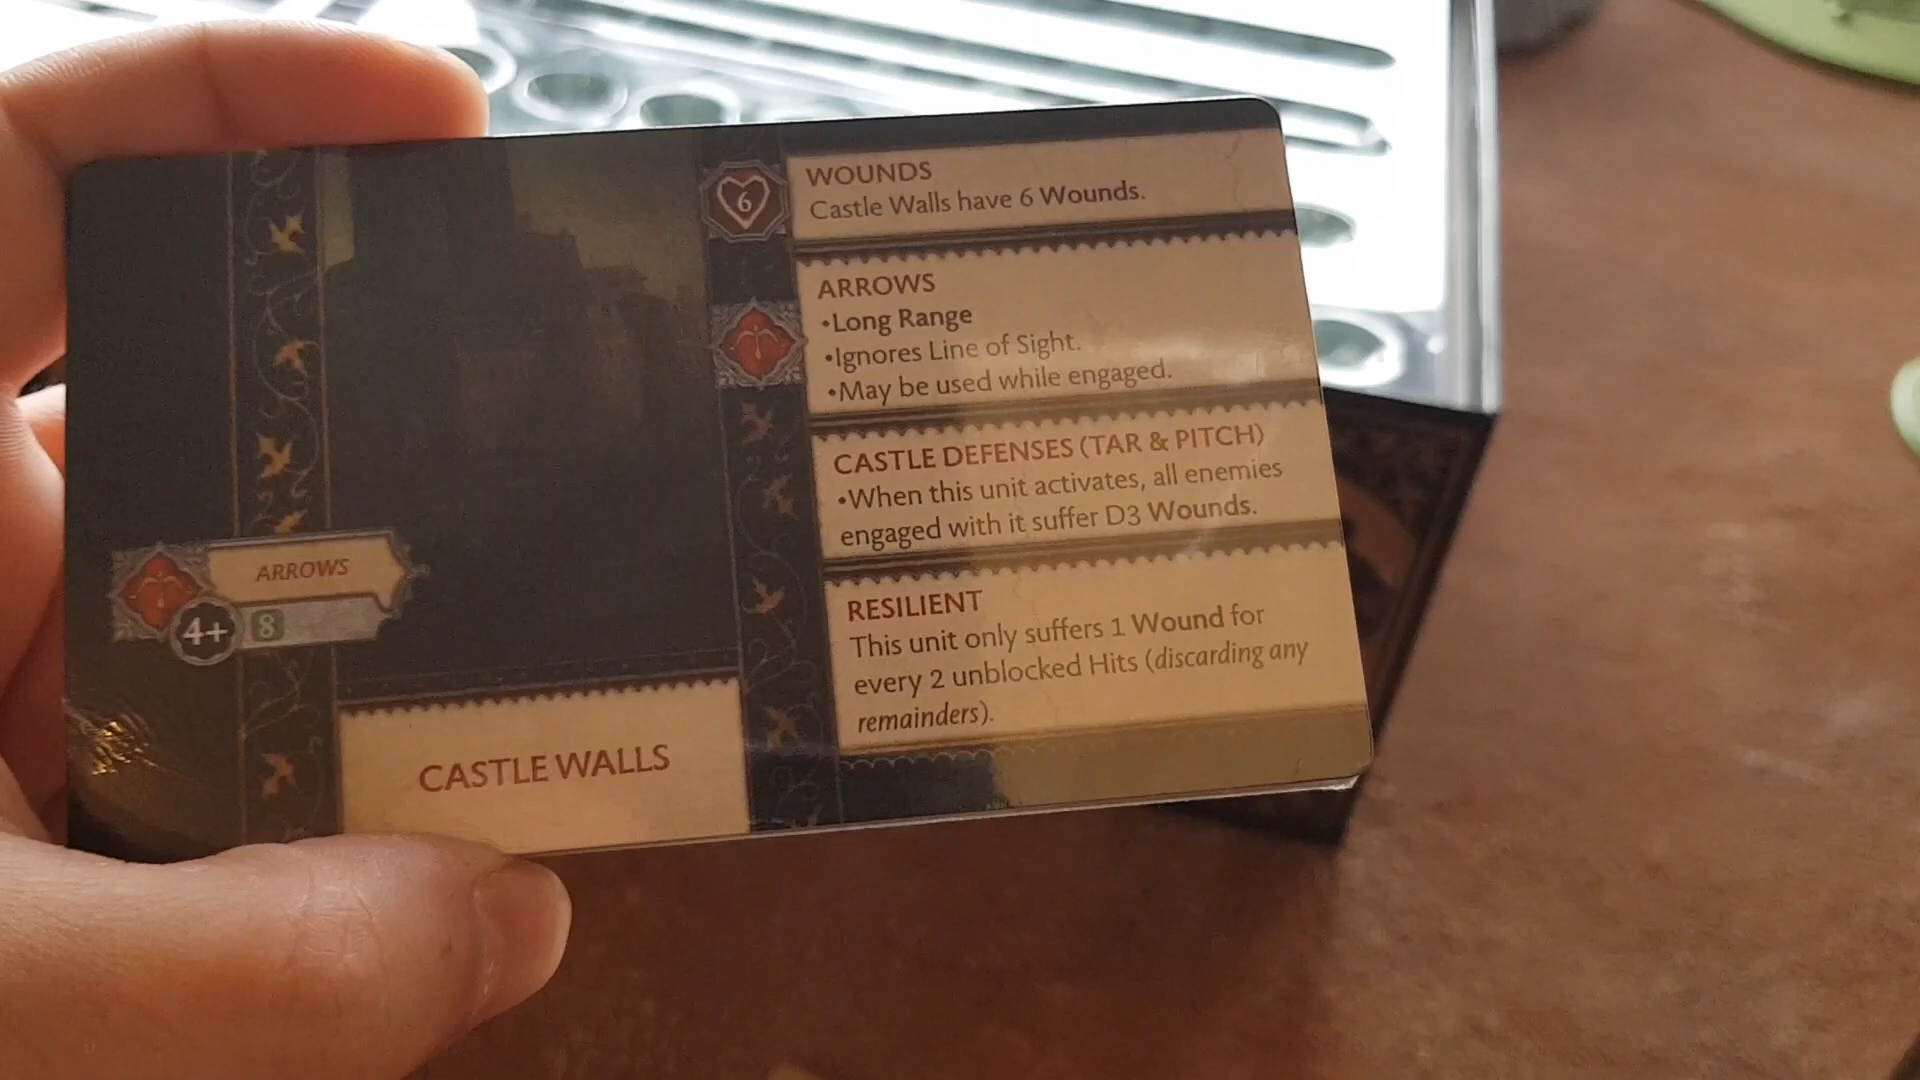 ARROWS
4+ 8
CASTLE WALLS
6
WOUNDS
Castle Walls have 6 Wounds.
ARROWS
•Long Range
•Ignores Line of Sight.
•May be used while engaged.
CASTLE DEFENSES (TAR & PITCH)
•When this unit activates, all enemies
engaged with it suffer D3 Wounds.
RESILIENT
This unit only suffers 1 Wound for
every 2 unblocked Hits (discarding any
remainders).